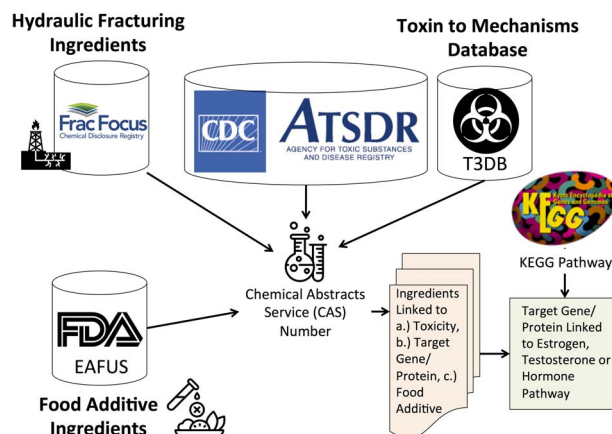 Hydraulic Fracturing
Ingredients
Toxin to Mechanisms
Database
Frac Focus
Chemical Disclosure Registry
CDC
ATSDR
AGENCY FOR TOXIC SUBSTANCES
AND DISEASE REGISTRY
T3DB
KEGG
KEGG Pathway
Chemical Abstracts
Service (CAS)
Number
FDA
EAFUS
Food Additive
Ingredients
Ingredients
Linked to
a.) Toxicity,
b.) Target
Gene/
Protein, c.)
Food
Additive
Target Gene/
Protein Linked
to Estrogen,
Testosterone or
Hormone
Pathway